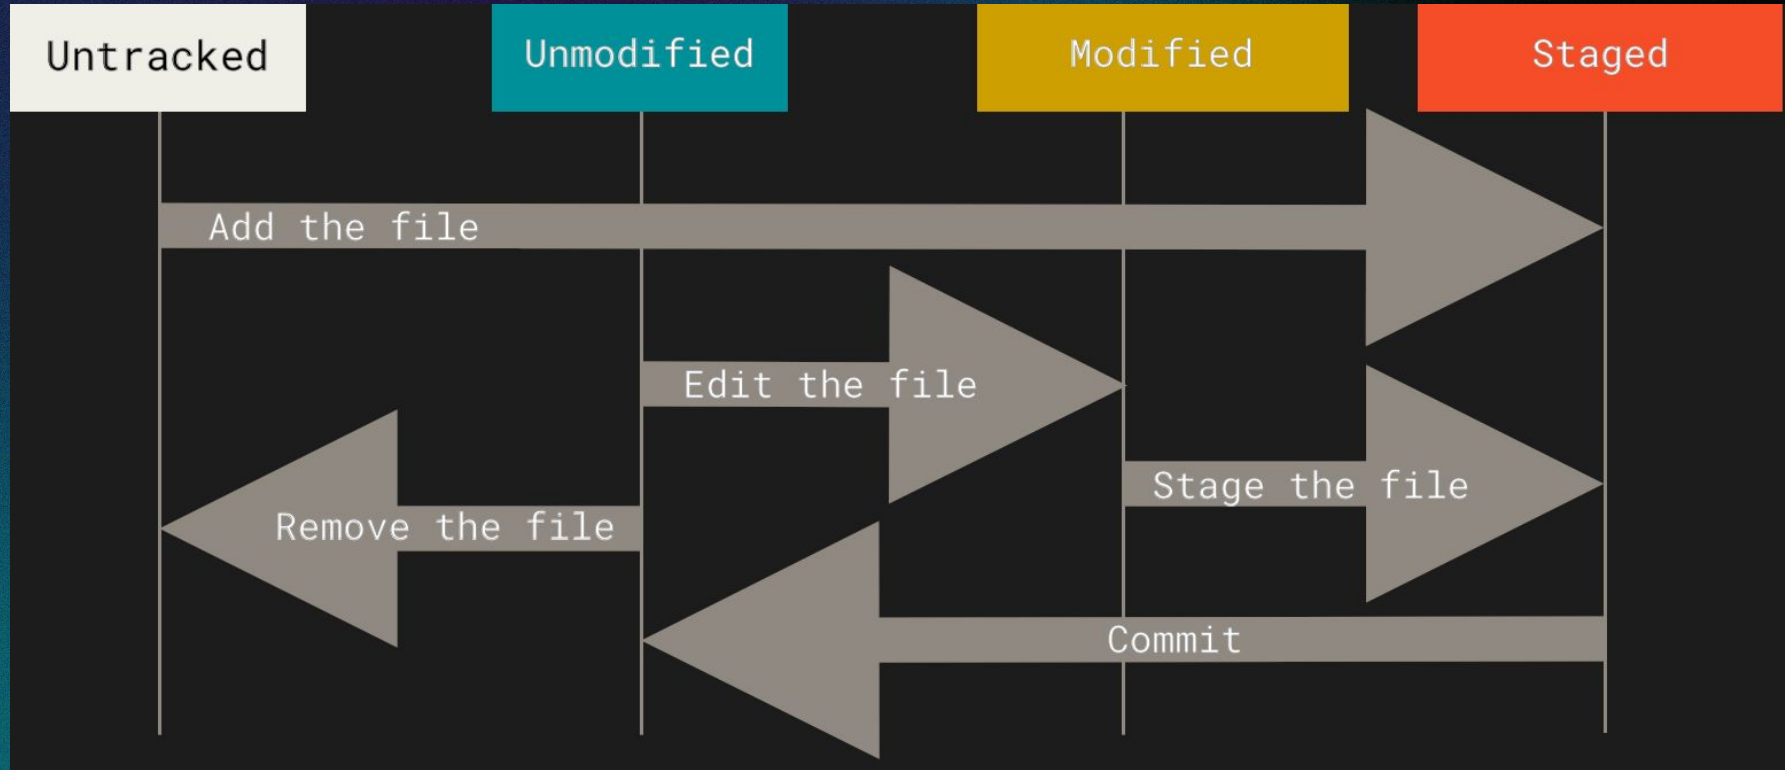 Untracked
Unmodified
Modified
Staged
Add the file
Edit the file
Stage the file
Remove the file
Commit